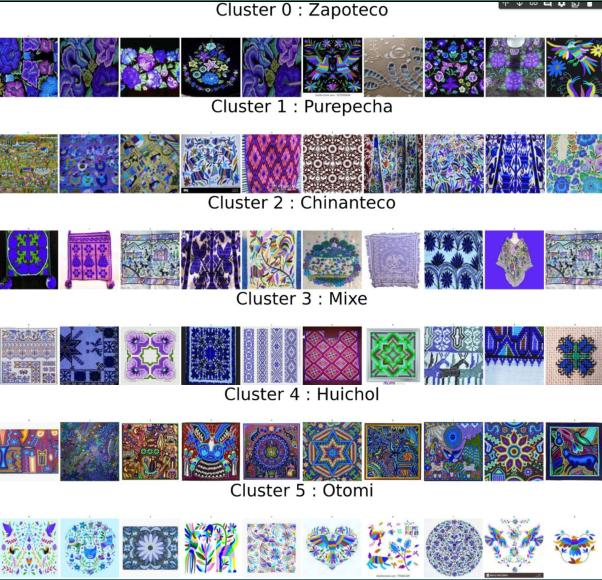 Cluster 0 : Zapoteco
Cluster 1 : Purepecha
Cluster 2 : Chinanteco
Cluster 3 : Mixe
Cluster 4 : Huichol
Cluster 5 : Otomi